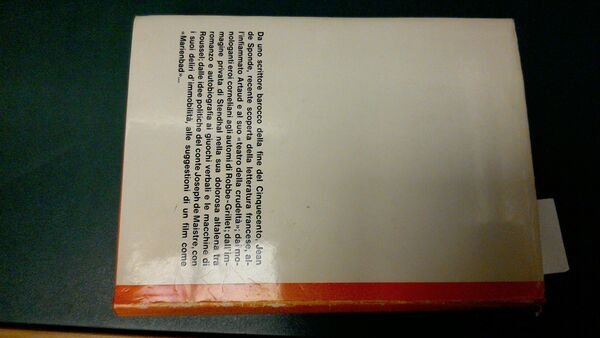 Da uno scrittore barocco della fine del Cinquecento, Jean
de Sponde, recente scoperta della letteratura francese, al-
l'infiammato Artaud e al suo «teatro della crudeltà»; dai mo-
nologanti eroi corneliani agli automi di Robbe-Grillet; dall'im-
magine privata di Stendhal nella sua dolorosa altalena tra
romanzo e autobiografia ai giuochi verbali e le macchine di
Roussel; dalle idee politiche del conte Joseph de Maistre, con
i suoi deliri d'immobilità, alle suggestioni di un film come
«Marienbad»...